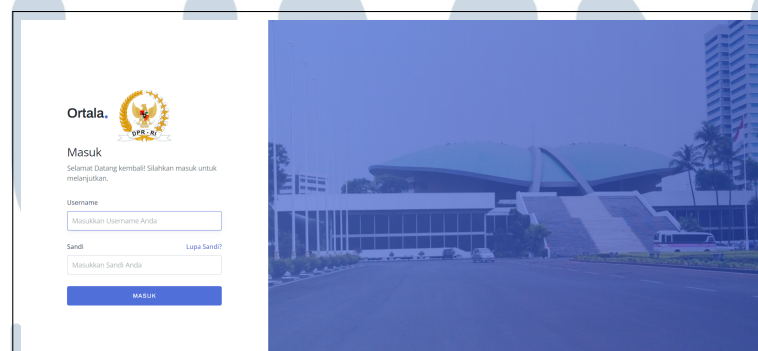 Ortala.
DPR - RI
Masuk
Selamat Datang kembali! Silahkan masuk untuk
melanjutkan.
Username
Masukkan Username Anda
Sandi Lupa Sandi?
Masukkan Sandi Anda
MASUK